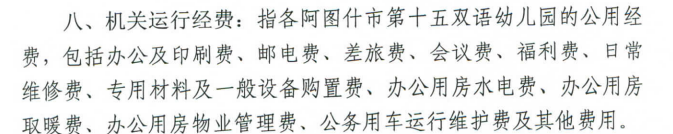 八、机关运行经费：指各阿图什市第十五双语幼儿园的公用经
费，包括办公及印刷费、邮电费、差旅费、会议费、福利费、日常
维修费、专用材料及一般设备购置费、办公用房水电费、办公用房
取暖费、办公用房物业管理费、公务用车运行维护费及其他费用。